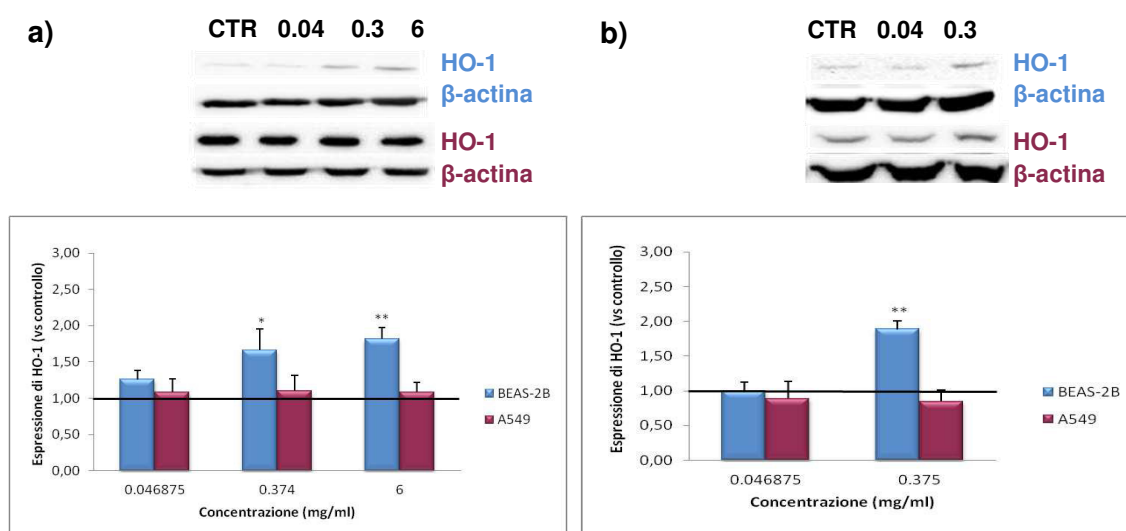 a)
CTR 0.04 0.3 6
HO-1
β-actina
HO-1
β-actina
Espressione di HO-1 (vs controllo)
3,00
2,50
2,00
1,50
1,00
0,50
0,00
*
**
0.046875 0.374 6
Concentrazione (mg/ml)
BEAS-2B
A549
b)
CTR 0.04 0.3
HO-1
β-actina
HO-1
β-actina
Espressione di HO-1 (vs controllo)
3,00
2,50
2,00
1,50
1,00
0,50
0,00
**
0.046875 0.375
Concentrazione (mg/ml)
BEAS-2B
A549